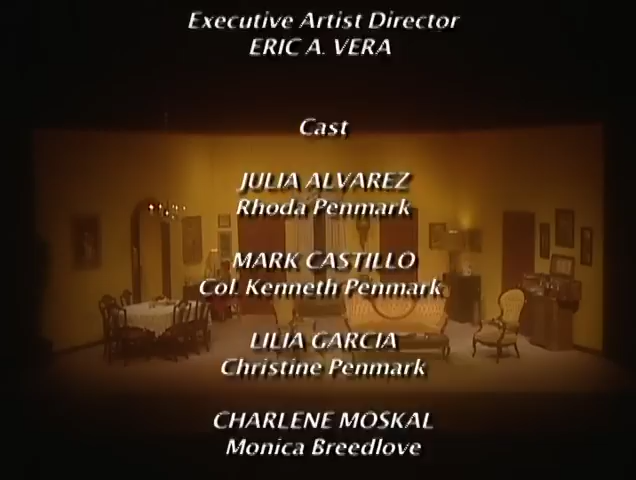 Executive Artist Director
ERIC A. VERA
Cast
JULIA ALVAREZ
Rhoda Penmark
MARK CASTILLO
Col. Kenneth Penmark
LILIA GARCIA
Christine Penmark
CHARLENE MOSKAL
Monica Breedlove